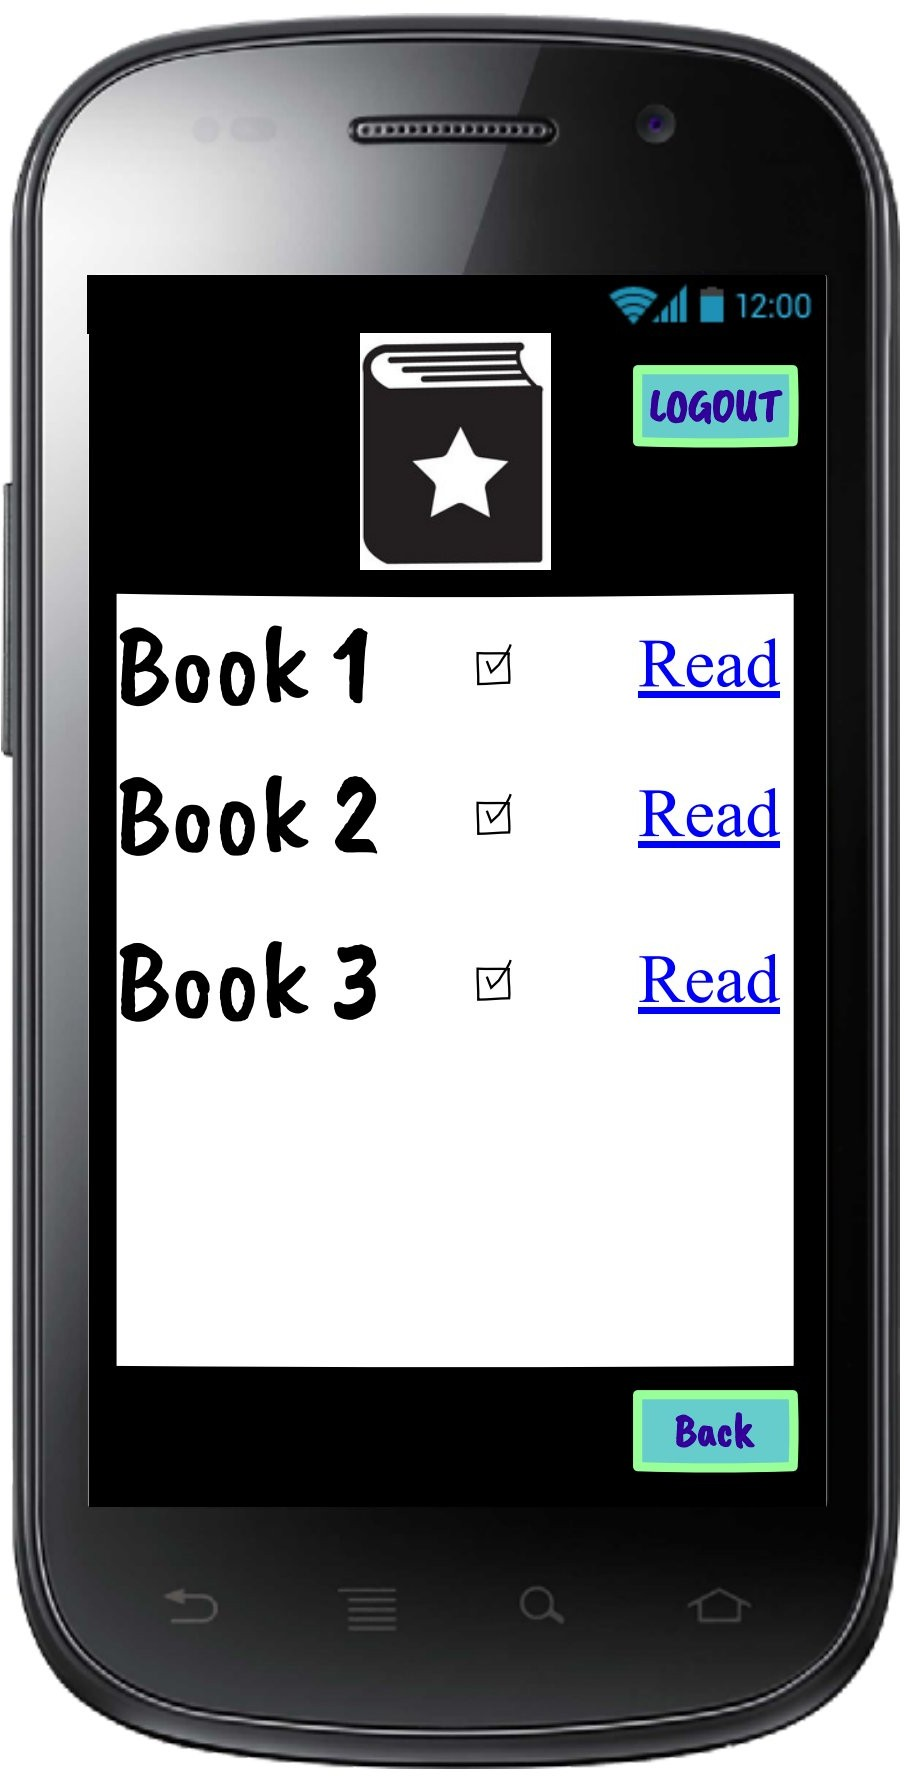 12:00
LOGOUT
Book 1 ☑ Read
Book 2 ☑ Read
Book 3 ☑ Read
Back